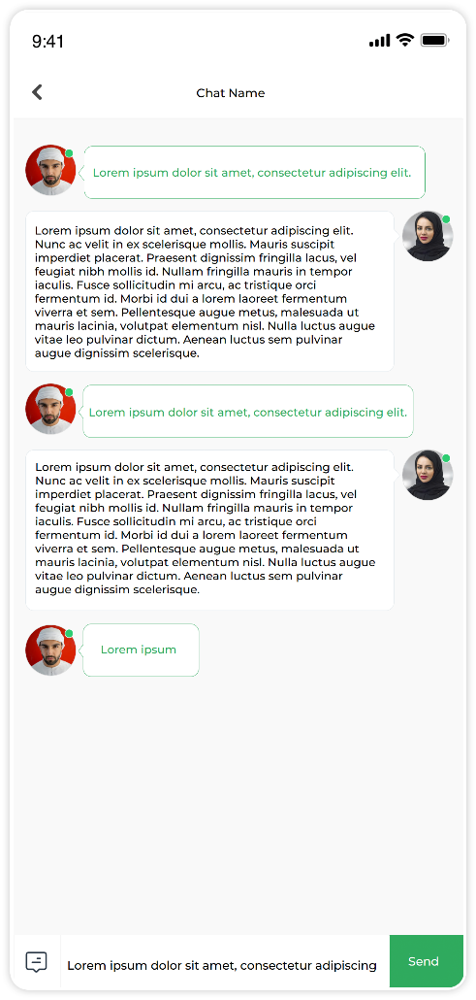 9:41
Chat Name
Lorem ipsum dolor sit amet, consectetur adipiscing elit.
Lorem ipsum dolor sit amet, consectetur adipiscing elit.
Nunc ac velit in ex scelerisque mollis. Mauris suscipit
imperdiet placerat. Praesent dignissim fringilla lacus, vel
feugiat nibh mollis id. Nullam fringilla mauris in tempor
iaculis. Fusce sollicitudin mi arcu, ac tristique orci
fermentum id. Morbi id dui a lorem laoreet fermentum
viverra et sem. Pellentesque augue metus, malesuada ut
mauris lacinia, volutpat elementum nisl. Nulla luctus augue
vitae leo pulvinar dictum. Aenean luctus sem pulvinar
augue dignissim scelerisque.
Lorem ipsum dolor sit amet, consectetur adipiscing elit.
Lorem ipsum dolor sit amet, consectetur adipiscing elit.
Nunc ac velit in ex scelerisque mollis. Mauris suscipit
imperdiet placerat. Praesent dignissim fringilla lacus, vel
feugiat nibh mollis id. Nullam fringilla mauris in tempor
iaculis. Fusce sollicitudin mi arcu, ac tristique orci
fermentum id. Morbi id dui a lorem laoreet fermentum
viverra et sem. Pellentesque augue metus, malesuada ut
mauris lacinia, volutpat elementum nisl. Nulla luctus augue
vitae leo pulvinar dictum. Aenean luctus sem pulvinar
augue dignissim scelerisque.
Lorem ipsum
Lorem ipsum dolor sit amet, consectetur adipiscing
Send